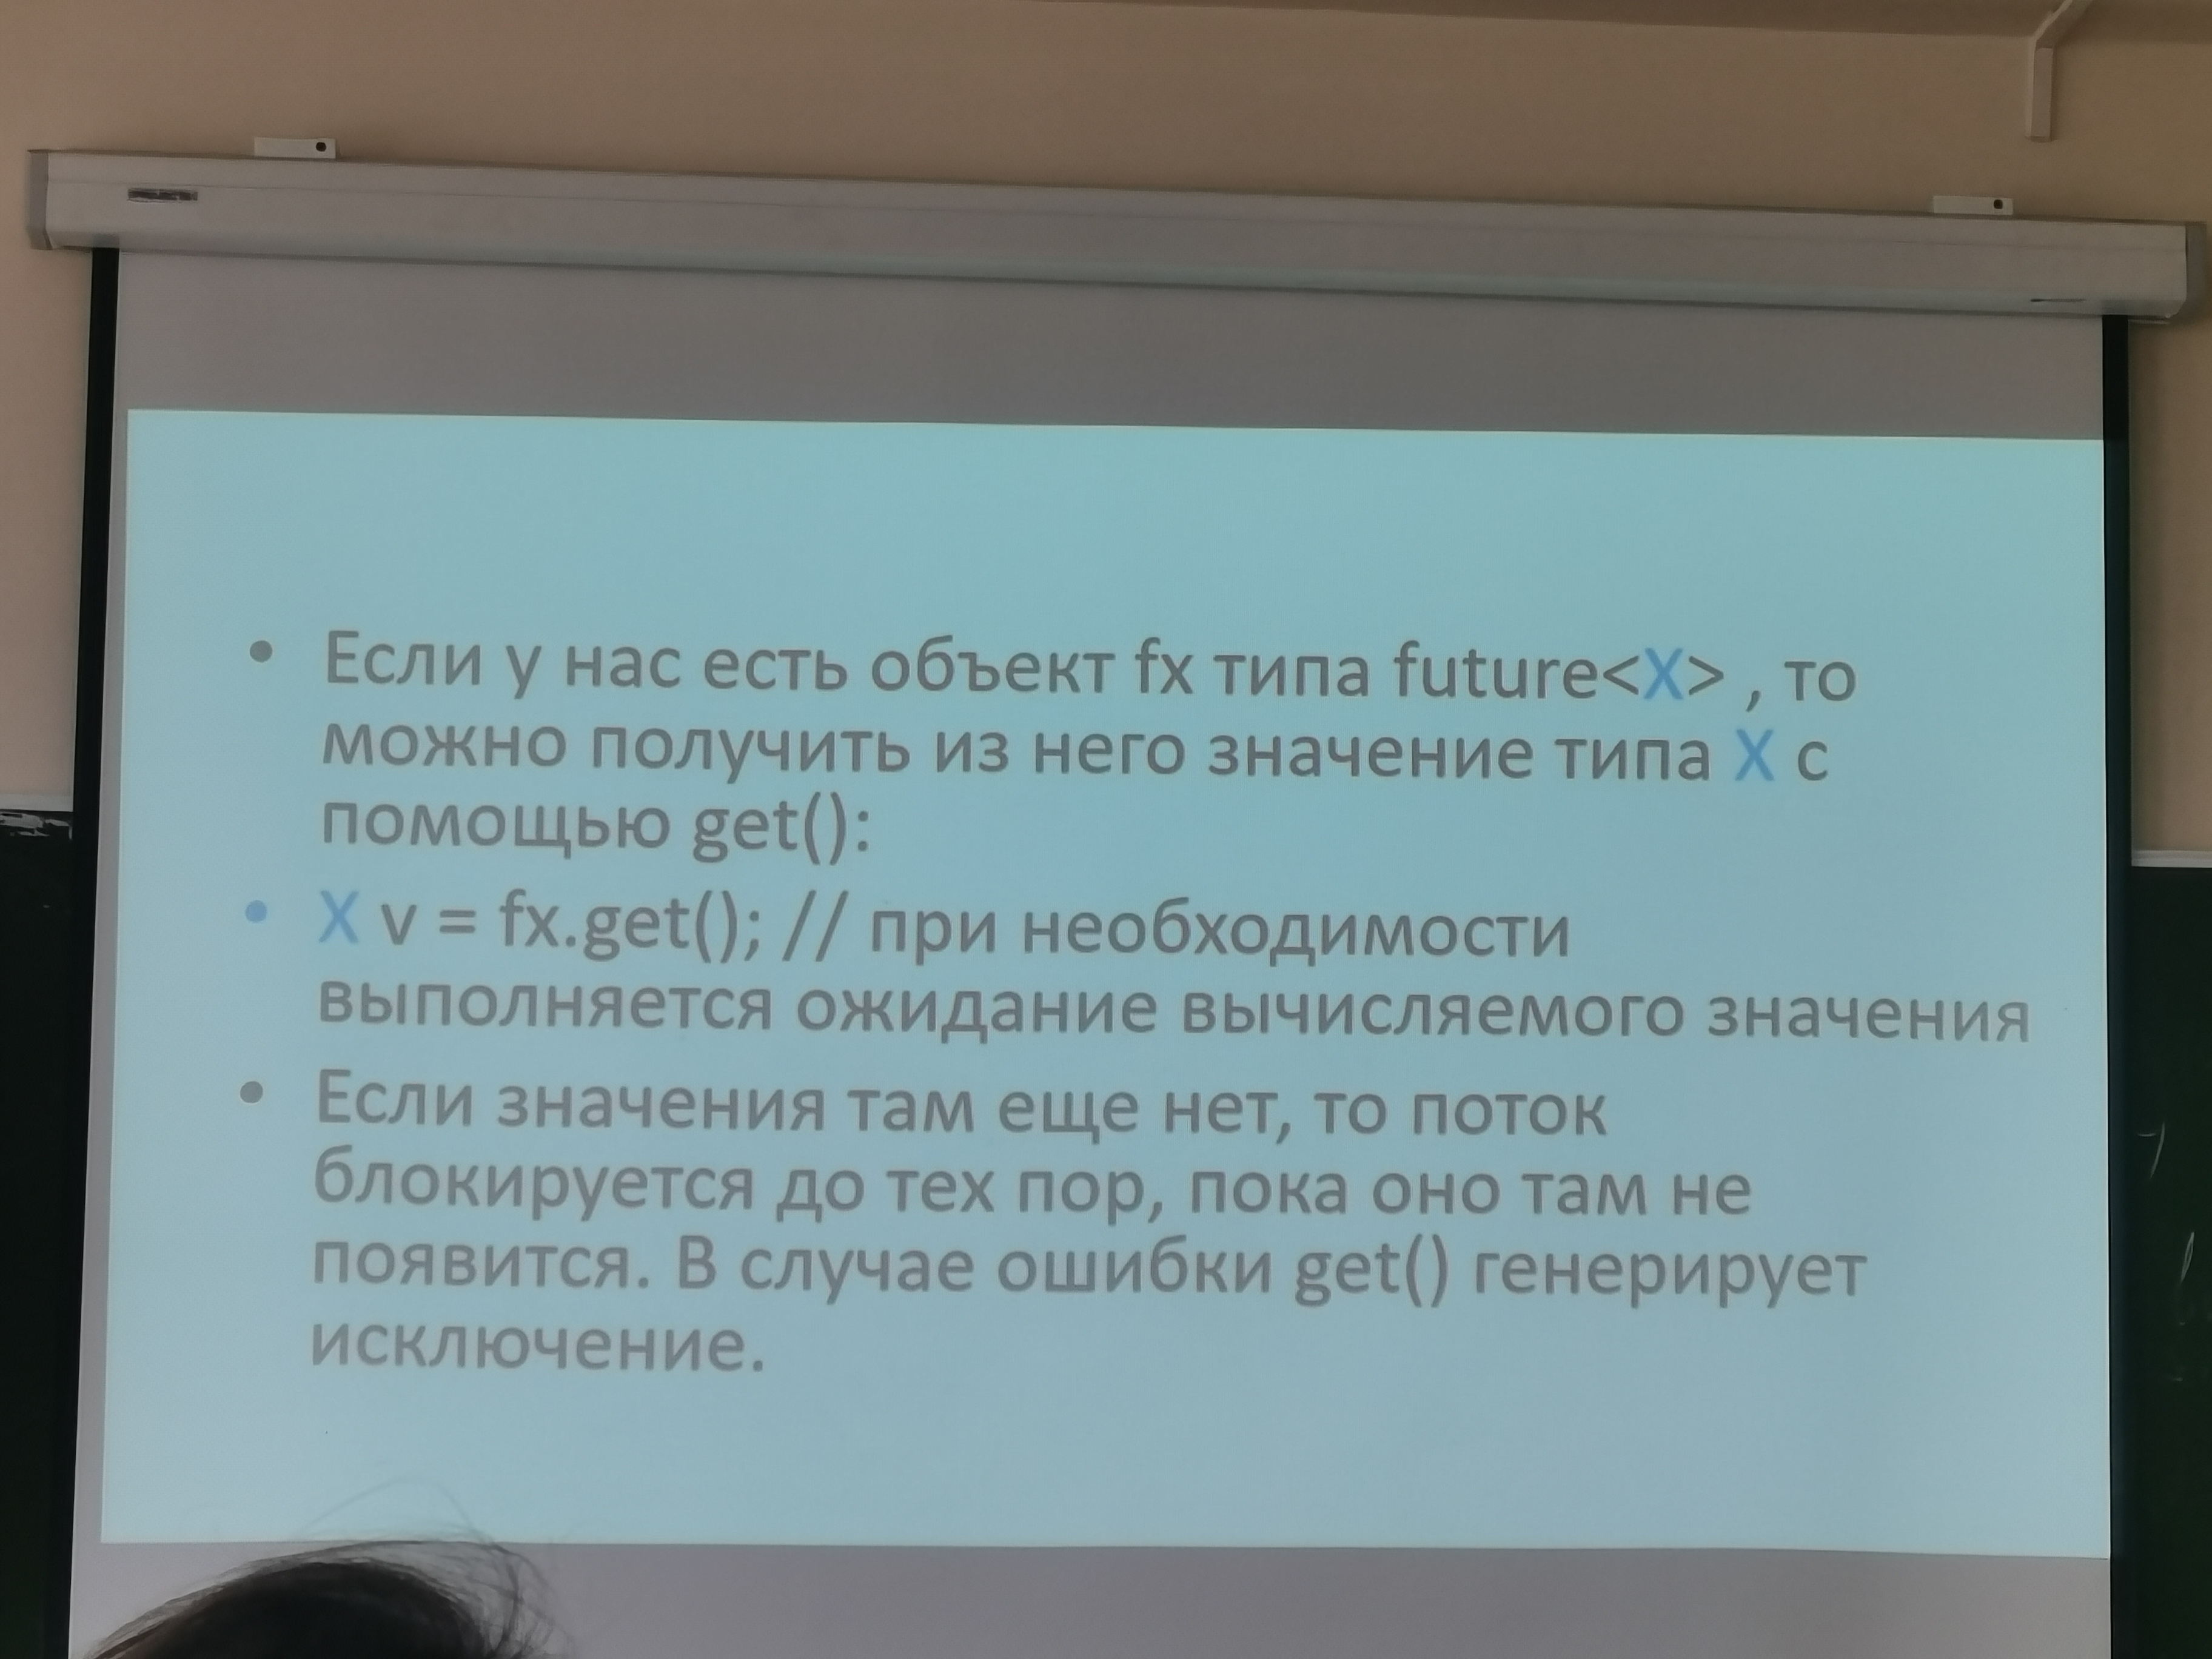 • Если у нас есть объект fx типа future<X> , то
можно получить из него значение типа X с
помощью get():
• X v = fx.get(); // при необходимости
выполняется ожидание вычисляемого значения
• Если значения там еще нет, то поток
блокируется до тех пор, пока оно там не
появится. В случае ошибки get() генерирует
исключение.